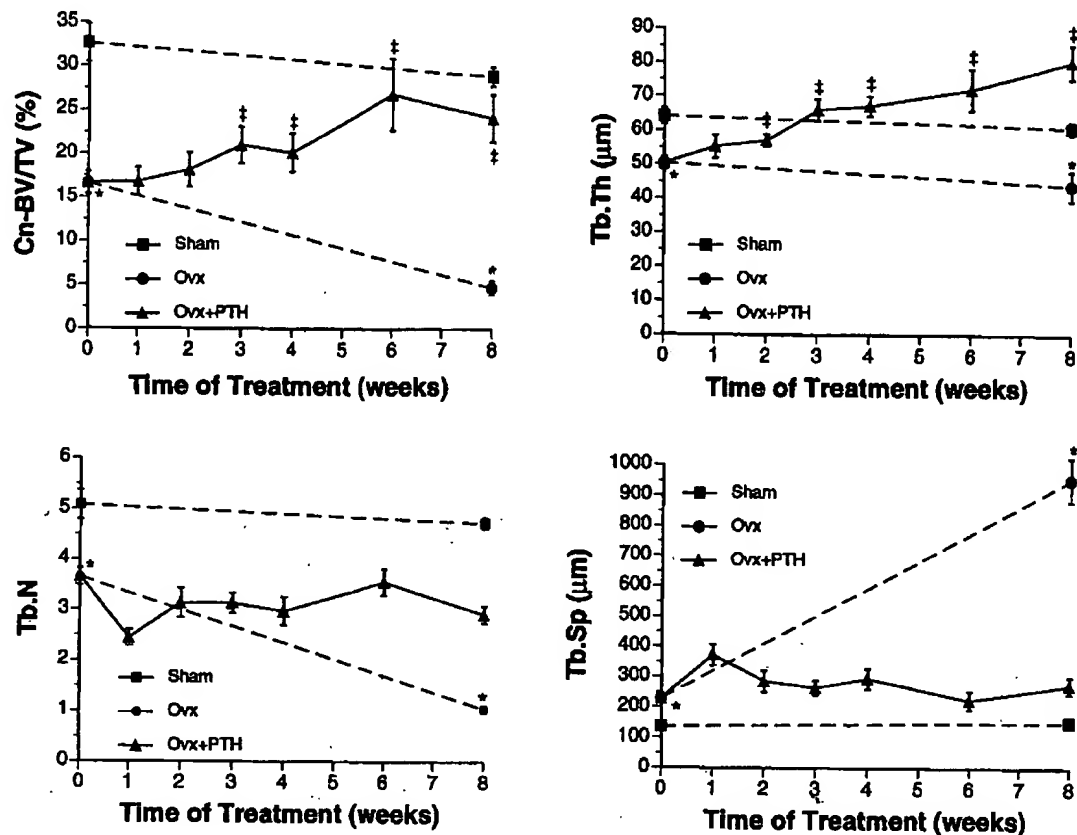 Cn-BV/TV (%)
35
30
25
20
15
10
5
0
‡
‡
‡
‡
*
*
Sham
Ovx
Ovx+PTH
0 1 2 3 4 5 6 7 8
Time of Treatment (weeks)
Tb.Th (μm)
90
80
70
60
50
40
30
20
10
0
‡
‡
‡
‡
‡
*
*
Sham
Ovx
Ovx+PTH
0 1 2 3 4 5 6 7 8
Time of Treatment (weeks)
Tb.N
6
5
4
3
2
1
0
*
*
Sham
Ovx
Ovx+PTH
0 1 2 3 4 5 6 7 8
Time of Treatment (weeks)
Tb.Sp (μm)
1000
900
800
700
600
500
400
300
200
100
0
*
*
Sham
Ovx
Ovx+PTH
0 1 2 3 4 5 6 7 8
Time of Treatment (weeks)